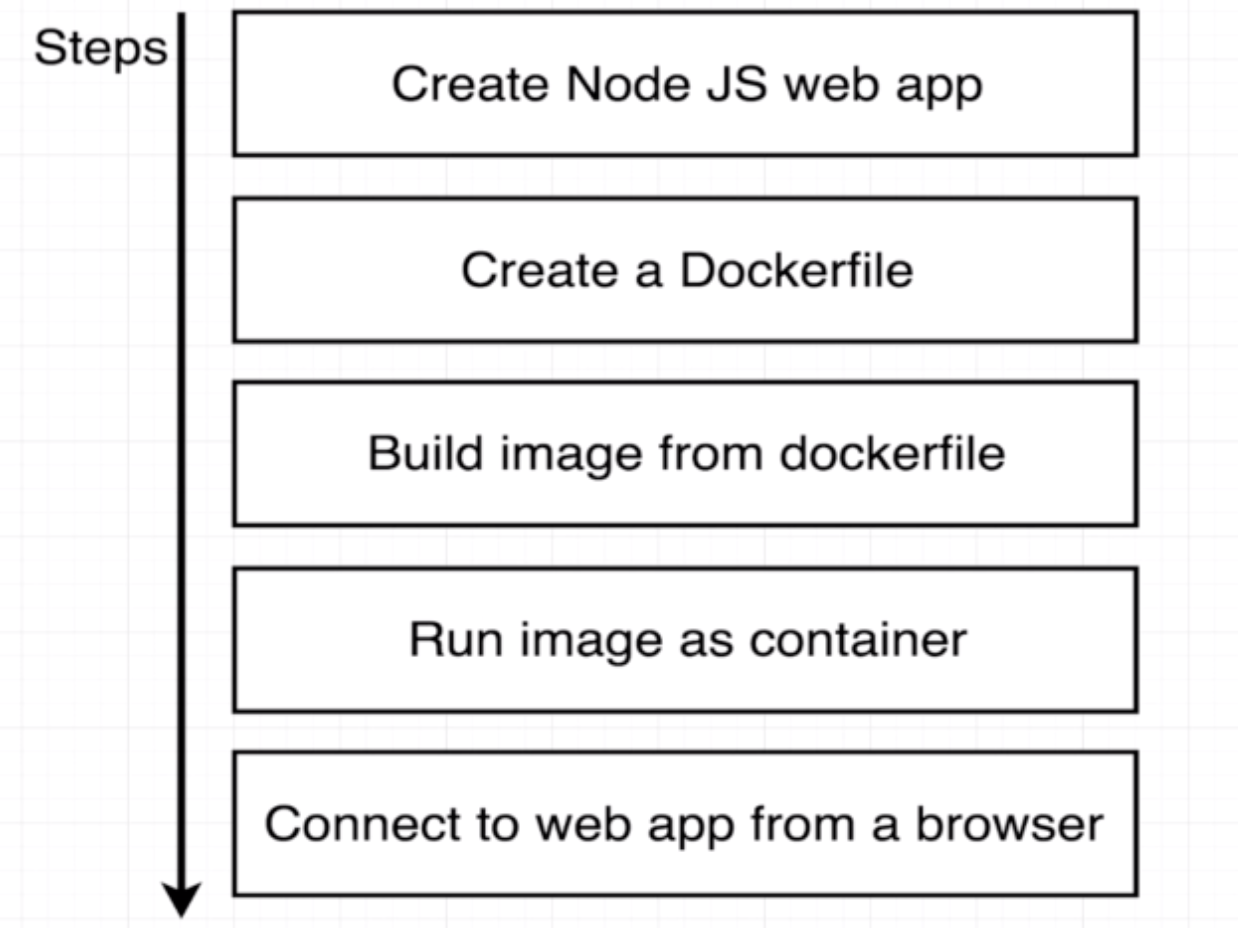 Steps
Create Node JS web app
Create a Dockerfile
Build image from dockerfile
Run image as container
Connect to web app from a browser